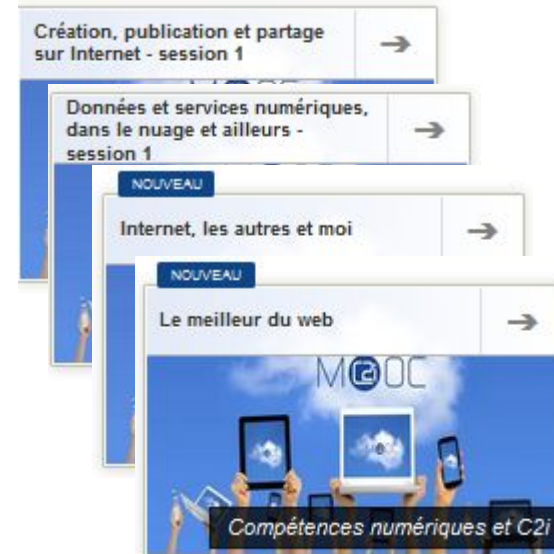 Création, publication et partage
sur Internet - session 1
Données et services numériques,
dans le nuage et ailleurs -
session 1
NOUVEAU
Internet, les autres et moi
NOUVEAU
Le meilleur du web
MOOC
Compétences numériques et C2i